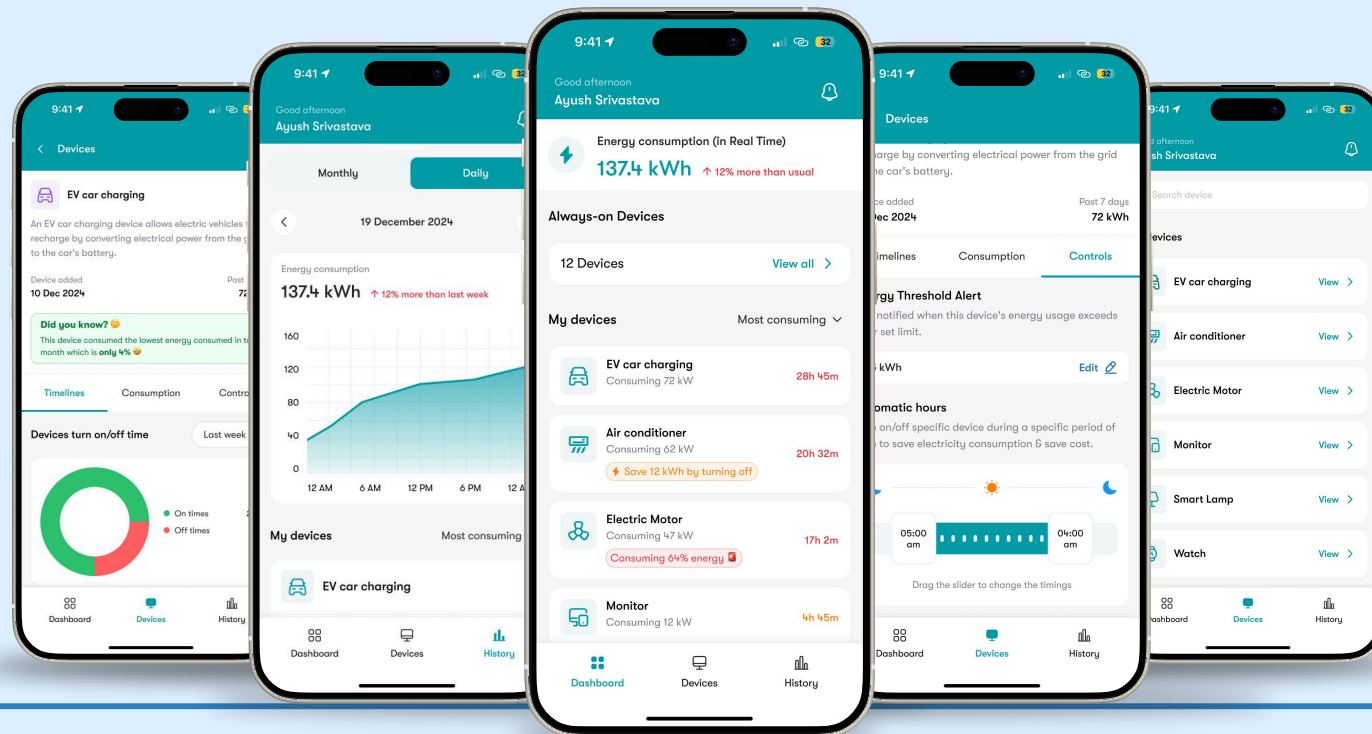 9:41
Devices
EV car charging
An EV car charging device allows electric vehicles
recharge by converting electrical power from the
to the car's battery.
Device added
Past
10 Dec 2024
Did you know? 🤔
This device consumed the lowest energy consumed in
month which is only 4% 🤩
Timelines
Consumption
Devices turn on/off time
Last week
On times
Off times
Dashboard
Devices
History
9:41
32
Good afternoon
Ayush Srivastava
Monthly
Daily
19 December 2024
Energy consumption
137.4 kWh ↑ 12% more than last week
160
120
80
40
0
12 AM
6 AM
12 PM
6 PM
12
My devices
Most consuming
EV car charging
Dashboard
Devices
History
9:41
32
Good afternoon
Ayush Srivastava
Energy consumption (in Real Time)
137.4 kWh ↑ 12% more than usual
Always-on Devices
12 Devices
View all
My devices
Most consuming
EV car charging
Consuming 72 kW
28h 45m
Air conditioner
Consuming 62 kW
20h 32m
Save 12 kWh by turning off
Electric Motor
Consuming 47 kW
17h 2m
Consuming 64% energy 🚨
Monitor
Consuming 12 kW
4h 45m
Dashboard
Devices
History
9:41
32
Devices
by converting electrical power from the grid
car's battery.
added
Past 7 days
2024
72 kWh
Consumption
Controls
Threshold Alert
notified when this device's energy usage exceeds
set limit.
kWh
Edit
hours
on/off specific device during a specific period of
to save electricity consumption & save cost.
05:00
am
04:00
am
Drag the slider to change the timings
Dashboard
Devices
History
9:41
32
afternoon
Srivastava
Search device
EV car charging
View
Air conditioner
View
Electric Motor
View
Monitor
View
Smart Lamp
View
Watch
View
Devices
History